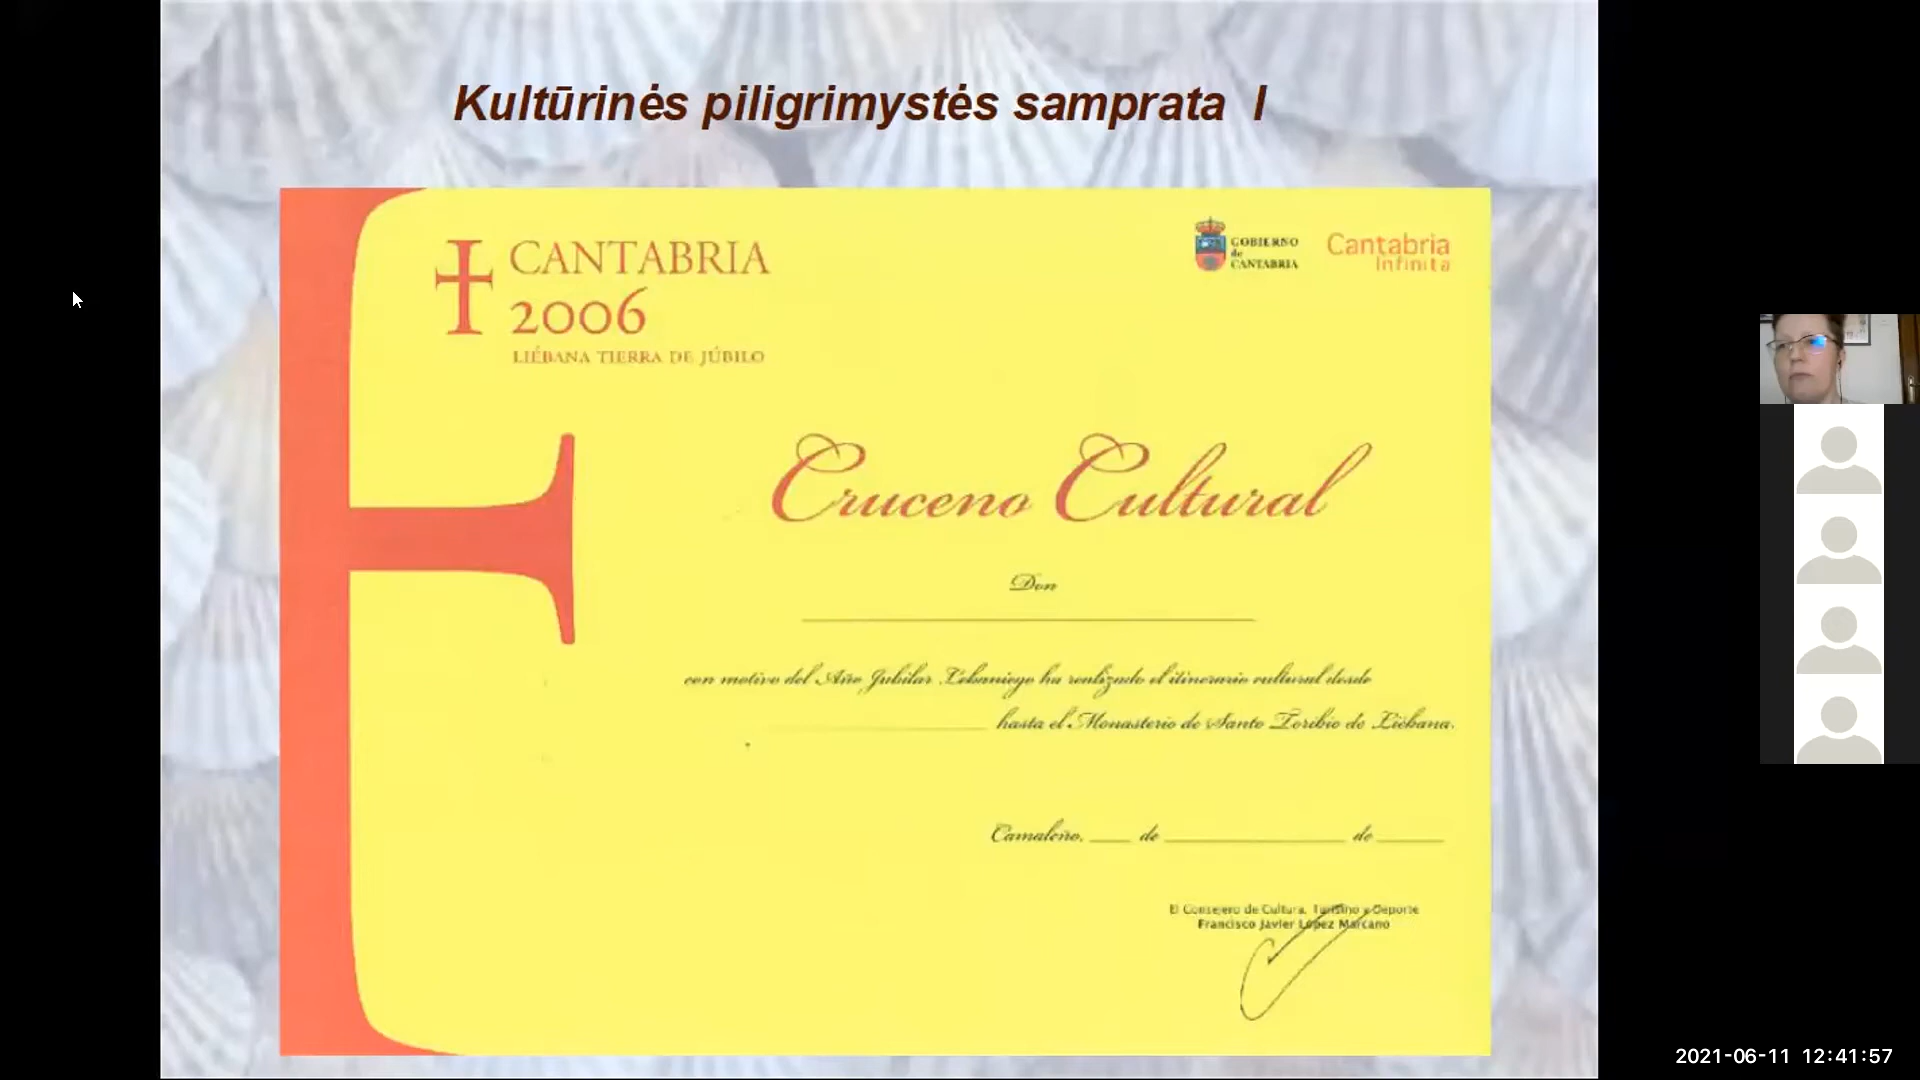 Kultūrinės piligrimystės samprata I
CANTABRIA
2006
LIÉBANA TIERRA DE JÚBILO
GOBIERNO
de
CANTABRIA
Cantabria
Infinita
Cruceno Cultural
Don
con motivo del Año Jubilar Lebaniego ha realizado el itinerario cultural desde
hasta el Monasterio de Santo Toribio de Liébana.
Camaleño, de de
El Consejero de Cultura, Turismo y Deporte
Francisco Javier López Marcano
2021-06-11 12:41:57